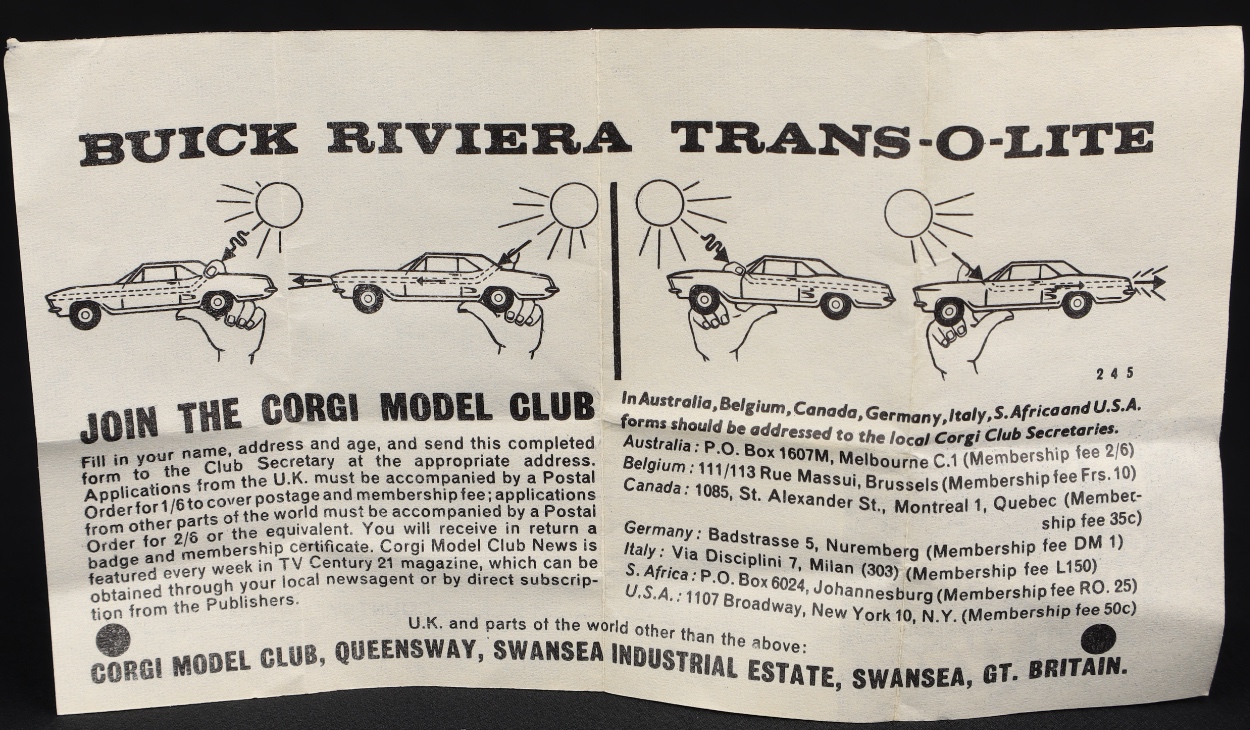 BUICK RIVIERA TRANS-O-LITE
245
JOIN THE CORGI MODEL CLUB
Fill in your name, address and age, and send this completed
form to the Club Secretary at the appropriate address.
Applications from the U.K. must be accompanied by a Postal
Order for 1/6 to cover postage and membership fee; applications
from other parts of the world must be accompanied by a Postal
Order for 2/6 or the equivalent. You will receive in return a
badge and membership certificate. Corgi Model Club News is
featured every week in TV Century 21 magazine, which can be
obtained through your local newsagent or by direct subscrip-
tion from the Publishers.
In Australia, Belgium, Canada, Germany, Italy, S. Africa and U.S.A.
forms should be addressed to the local Corgi Club Secretaries.
Australia: P.O. Box 1607M, Melbourne C.1 (Membership fee 2/6)
Belgium: 111/113 Rue Massui, Brussels (Membership fee Frs. 10)
Canada: 1085, St. Alexander St., Montreal 1, Quebec (Member-
ship fee 35c)
Germany: Badstrasse 5, Nuremberg (Membership fee DM 1)
Italy: Via Disciplini 7, Milan (303) (Membership fee L150)
S. Africa: P.O. Box 6024, Johannesburg (Membership fee RO. 25)
U.S.A.: 1107 Broadway, New York 10, N.Y. (Membership fee 50c)
U.K. and parts of the world other than the above:
CORGI MODEL CLUB, QUEENSWAY, SWANSEA INDUSTRIAL ESTATE, SWANSEA, GT. BRITAIN.